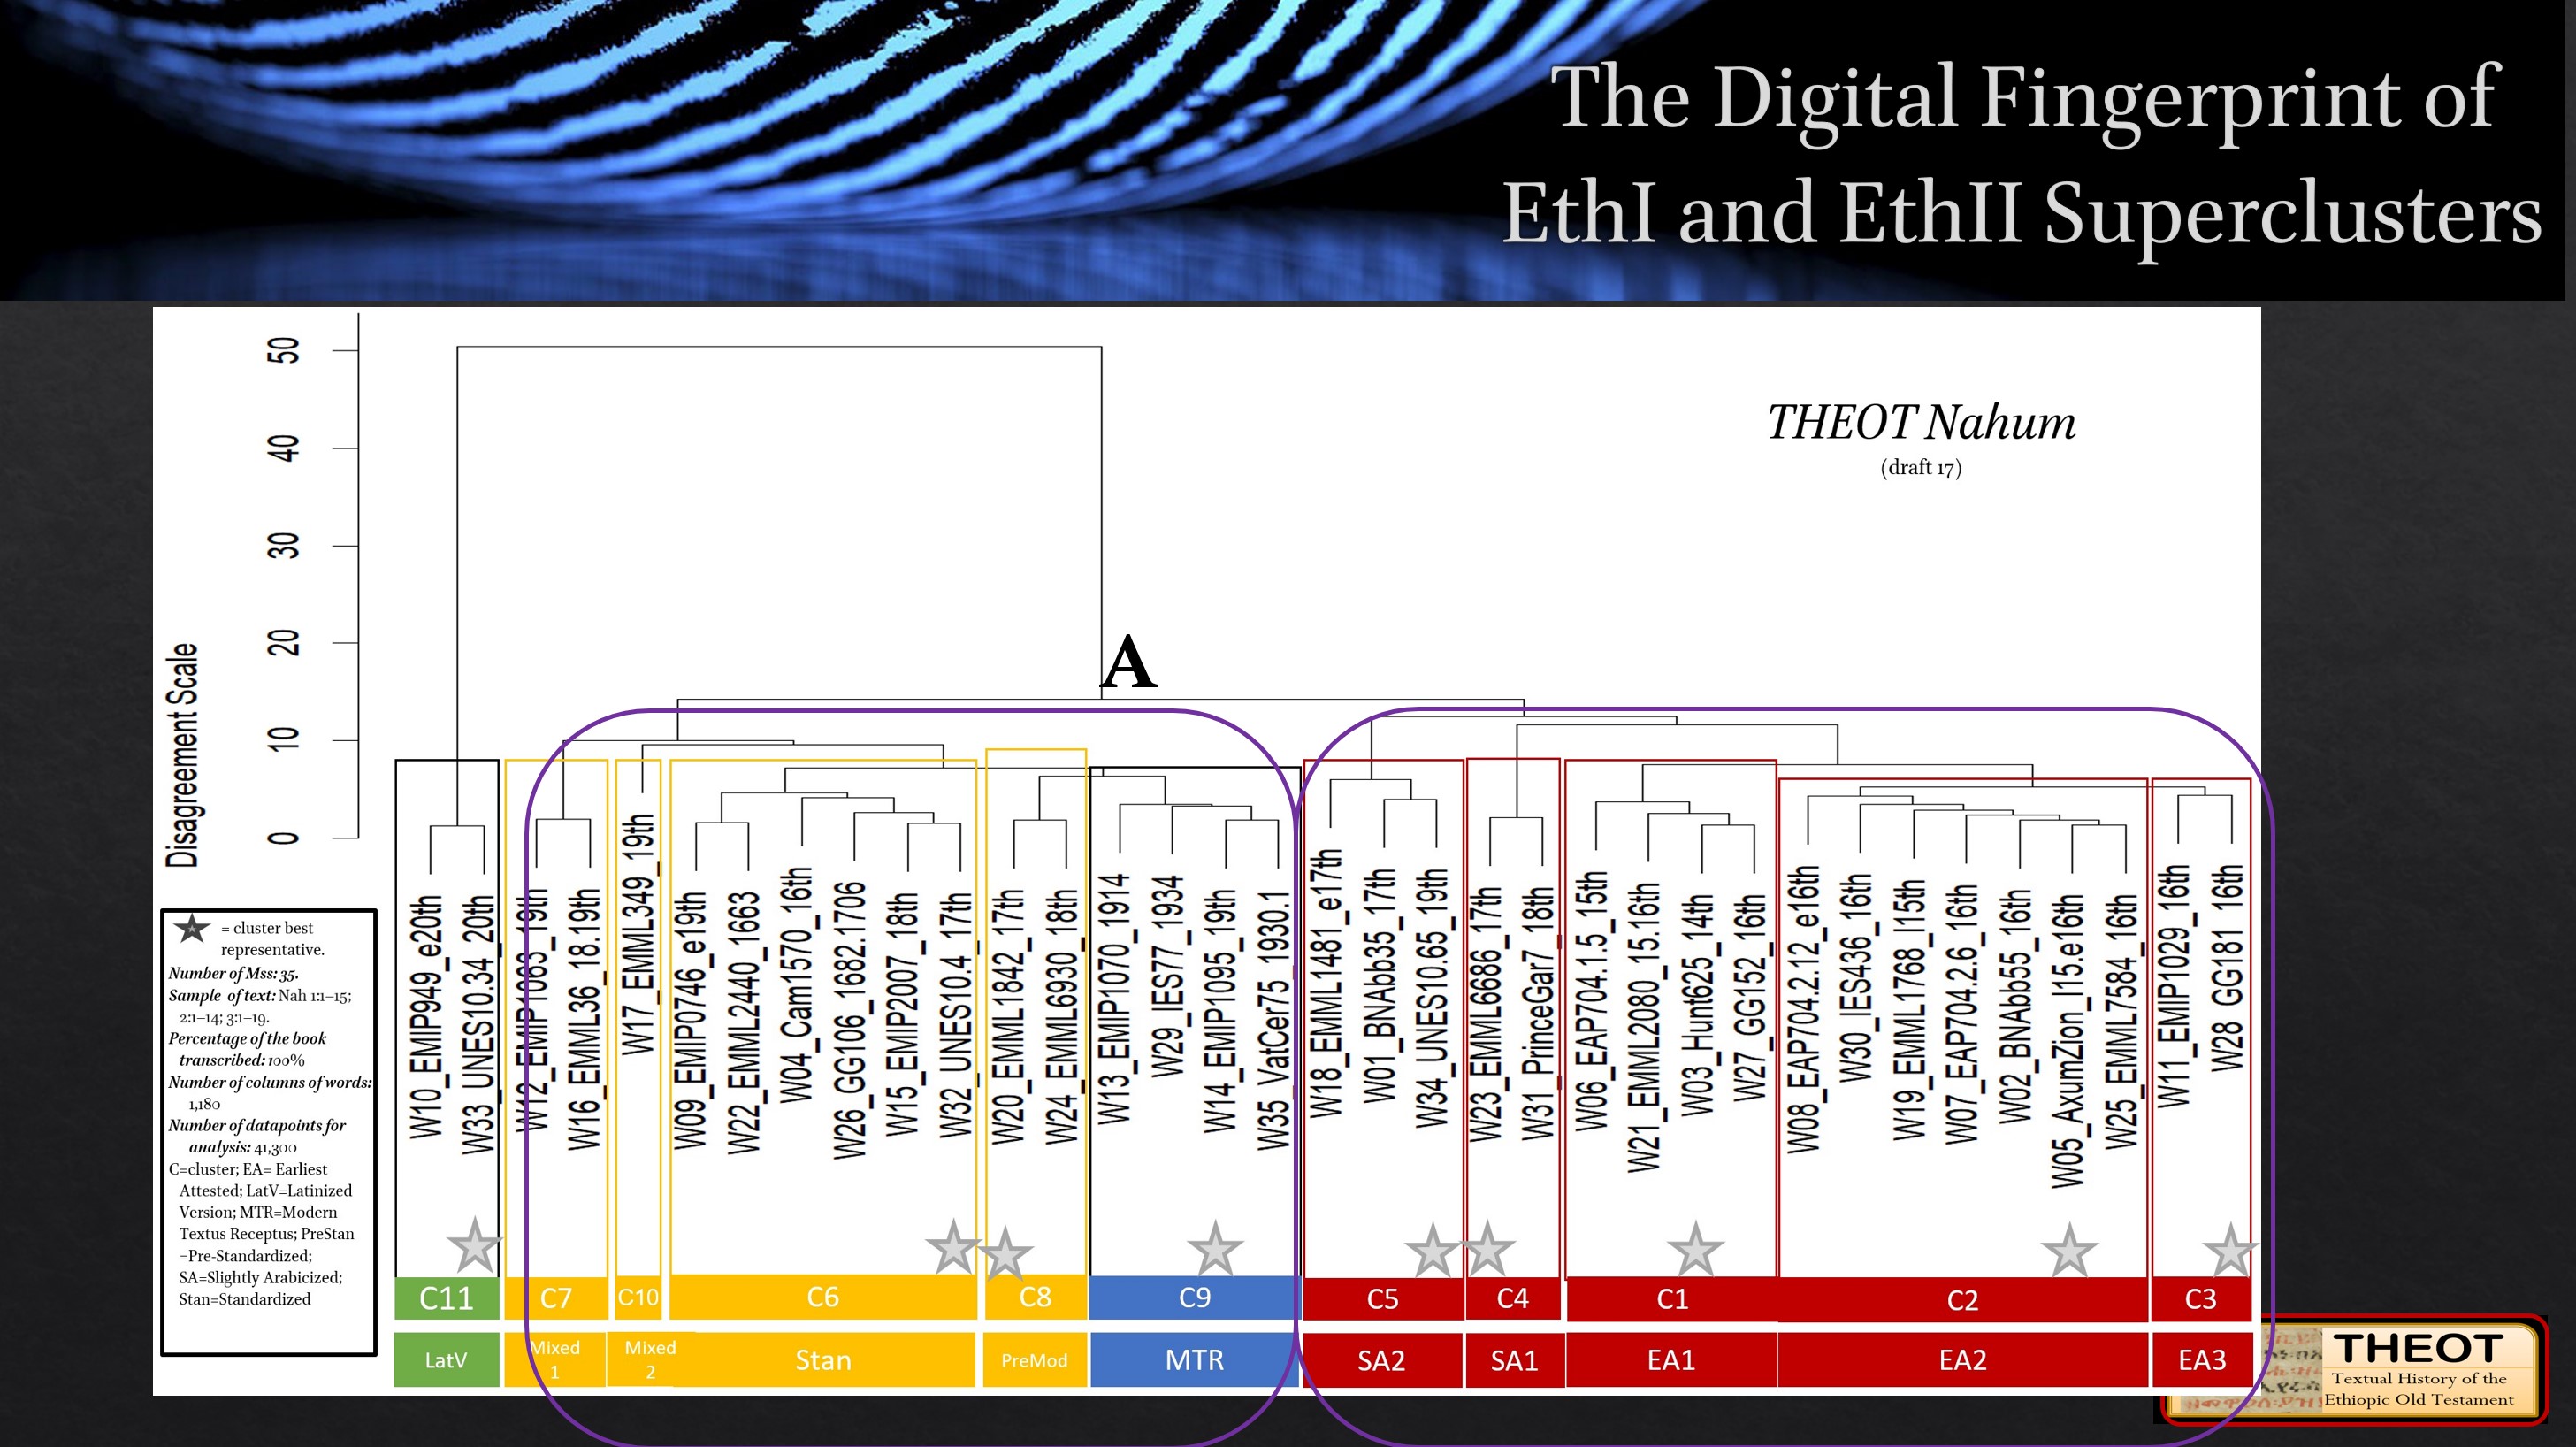 The Digital Fingerprint of
EthI and EthII Superclusters
THEOT Nahum
(draft 17)
A
Disagreement Scale
50
40
30
20
10
0
= cluster best
representative.
Number of Mss: 35.
Sample of text: Nah 1:1–15;
2:1–14; 3:1–19.
Percentage of the book
transcribed: 100%
Number of columns of words:
1,180
Number of datapoints for
analysis: 41,300
C=cluster; EA= Earliest
Attested; LatV=Latinized
Version; MTR=Modern
Textus Receptus; PreStan
=Pre-Standardized;
SA=Slightly Arabicized;
Stan=Standardized
W10_EMIP949_e20th
W33_UNES10.34_20th
W12_EMIP1063_19th
W16_EMML36_18.19th
W17_EMML349_19th
W09_EMIP0746_e19th
W22_EMML2440_1663
W04_Cam1570_16th
W26_GG106_1682.1706
W15_EMIP2007_18th
W32_UNES10.4_17th
W20_EMML1842_17th
W24_EMML6930_18th
W13_EMIP1070_1914
W29_IES77_1934
W14_EMIP1095_19th
W35_VatCer75_1930.1
W18_EMML1481_e17th
W01_BNAbb35_17th
W34_UNES10.65_19th
W23_EMML6686_17th
W31_PrinceGar7_18th
W06_EAP704.1.5_15th
W21_EMML2080_15.16th
W03_Hunt625_14th
W27_GG152_16th
W08_EAP704.2.12_e16th
W30_IES436_16th
W19_EMML1768_l15th
W07_EAP704.2.6_16th
W02_BNAbb55_16th
W05_AxumZion_l15.e16th
W25_EMML7584_16th
W11_EMIP1029_16th
W28_GG181_16th
C11 C7 C10 C6 C8 C9 C5 C4 C1 C2 C3
LatV Mixed 1 Mixed 2 Stan PreMod MTR SA2 SA1 EA1 EA2 EA3
THEOT
Textual History of the
Ethiopic Old Testament